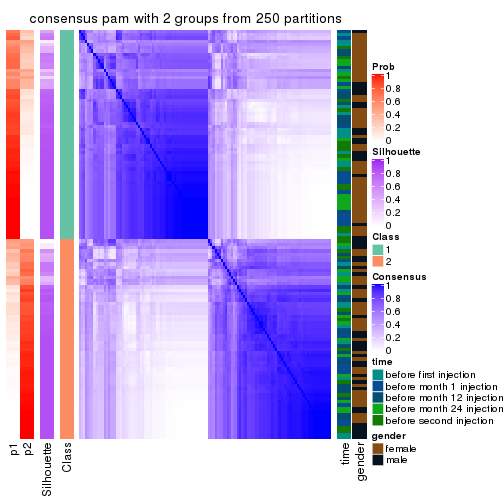 consensus pam with 2 groups from 250 partitions
Prob
1
0.8
0.6
0.4
0.2
0
Silhouette
1
0.8
0.6
0.4
0.2
0
Class
1
2
Consensus
1
0.8
0.6
0.4
0.2
0
time
before first injection
before month 1 injection
before month 12 injection
before month 24 injection
before second injection
gender
female
male
p1
p2
Silhouette
Class
time
gender